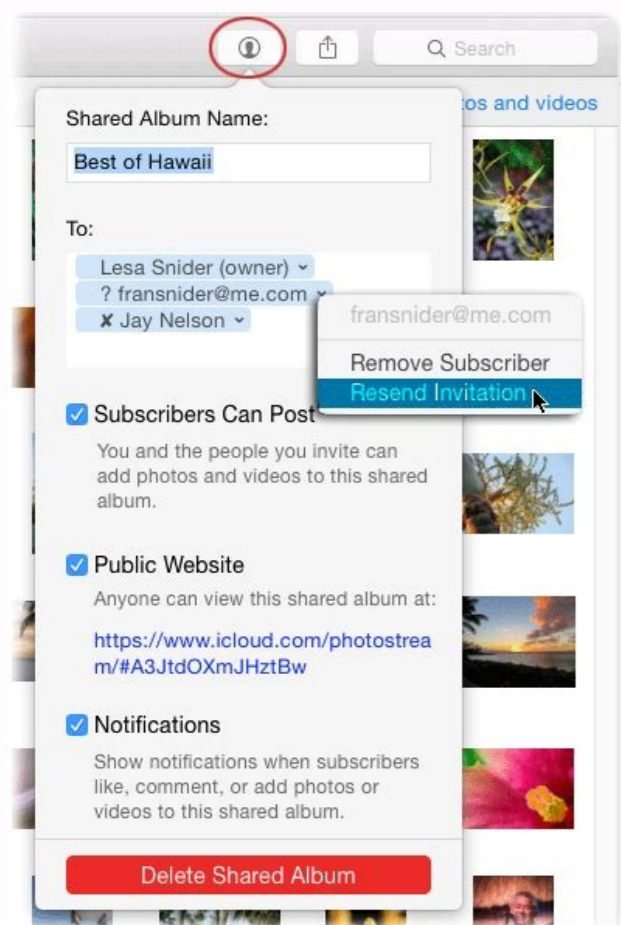 Search
tos and videos
Shared Album Name:
Best of Hawaii
To:
Lesa Snider (owner)
? fransnider@me.com
✘ Jay Nelson
fransnider@me.com
Remove Subscriber
Resend Invitation
Subscribers Can Post
You and the people you invite can
add photos and videos to this shared
album.
Public Website
Anyone can view this shared album at:
https://www.icloud.com/photostrea
m/#A3JtdOXmJHztBw
Notifications
Show notifications when subscribers
like, comment, or add photos or
videos to this shared album.
Delete Shared Album